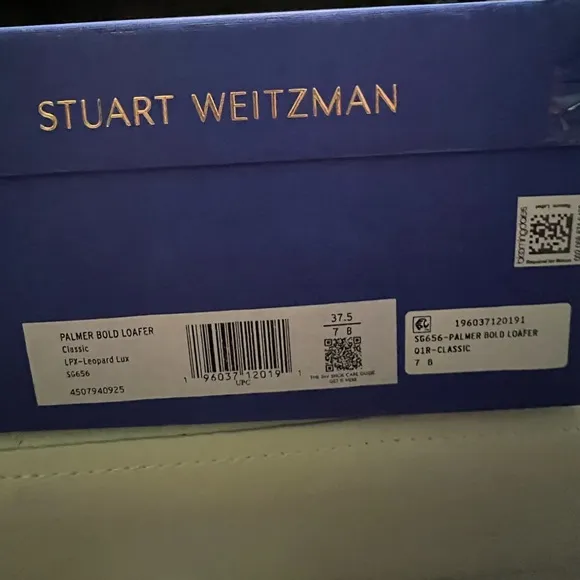 STUART WEITZMAN
bloomingdales
PALMER BOLD LOAFER
Classic
LPX-Leopard Lux
SG656
4507940925
1 96037 12019 1
UPC
37.5
7 B
196037120191
SG656-PALMER BOLD LOAFER
Q1R-CLASSIC
7 B